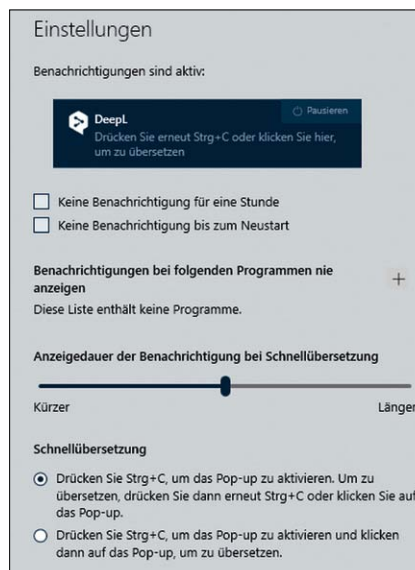 Einstellungen
Benachrichtigungen sind aktiv:
Pausieren
DeepL
Drücken Sie erneut Strg+C oder klicken Sie hier,
um zu übersetzen
Keine Benachrichtigung für eine Stunde
Keine Benachrichtigung bis zum Neustart
Benachrichtigungen bei folgenden Programmen nie
anzeigen
+
Diese Liste enthält keine Programme.
Anzeigedauer der Benachrichtigung bei Schnellübersetzung
Kürzer Länger
Schnellübersetzung
Drücken Sie Strg+C, um das Pop-up zu aktivieren. Um zu
übersetzen, drücken Sie dann erneut Strg+C oder klicken Sie auf
das Pop-up.
Drücken Sie Strg+C, um das Pop-up zu aktivieren und klicken
dann auf das Pop-up, um zu übersetzen.